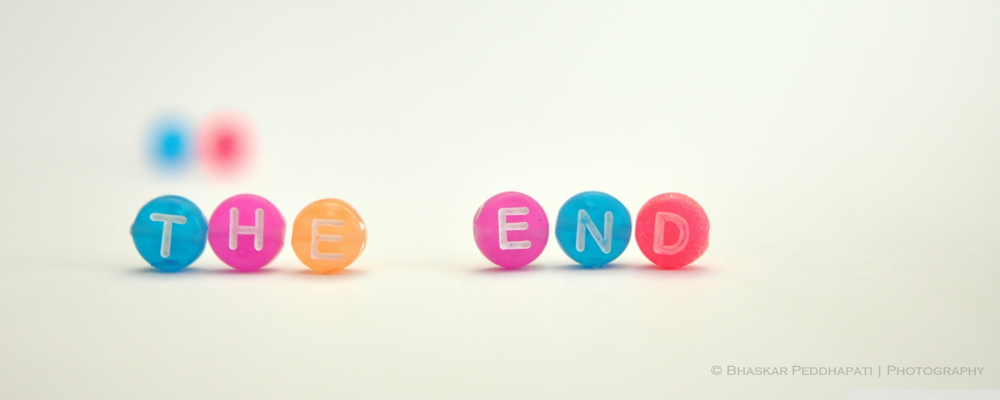 THE END
© BHASKAR PEDDHAPATI | PHOTOGRAPHY